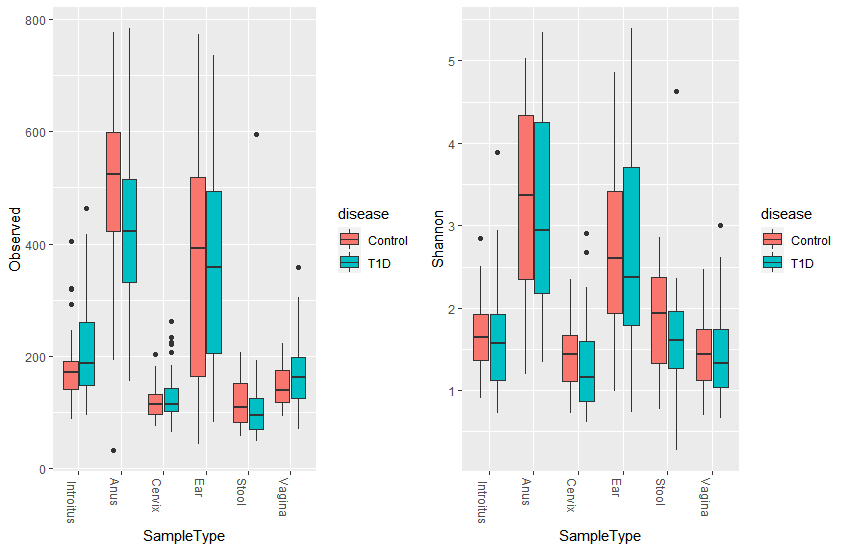 Observed
800
600
400
200
0
Introitus
Anus
Cervix
Ear
Stool
Vagina
SampleType
disease
Control
T1D
Shannon
5
4
3
2
1
Introitus
Anus
Cervix
Ear
Stool
Vagina
SampleType
disease
Control
T1D